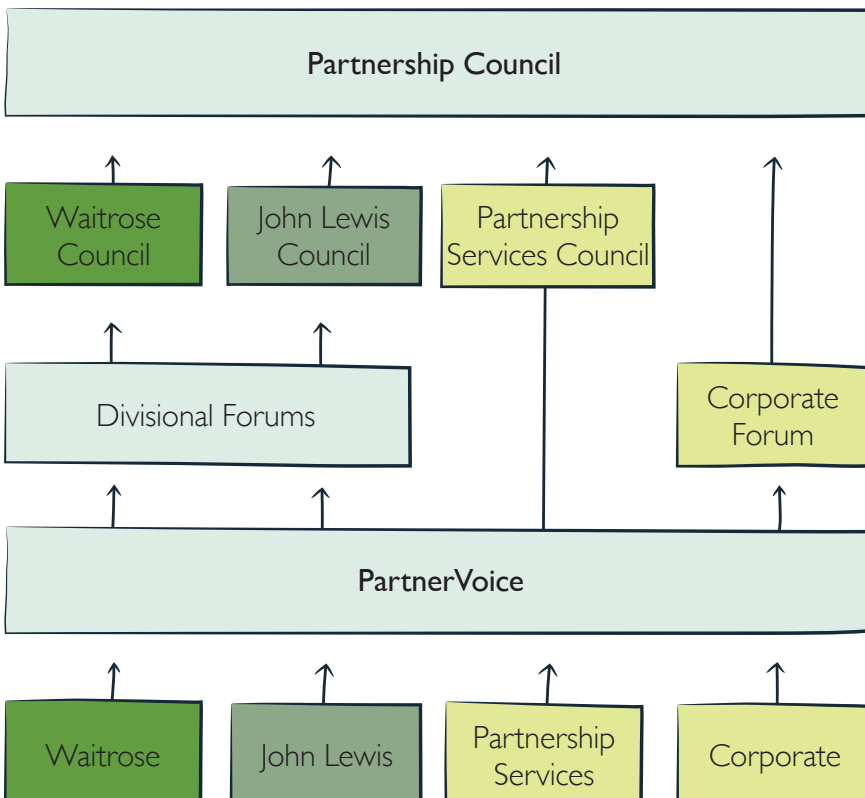 Partnership Council
Waitrose
Council
John Lewis
Council
Partnership
Services Council
Divisional Forums
Corporate
Forum
PartnerVoice
Waitrose
John Lewis
Partnership
Services
Corporate